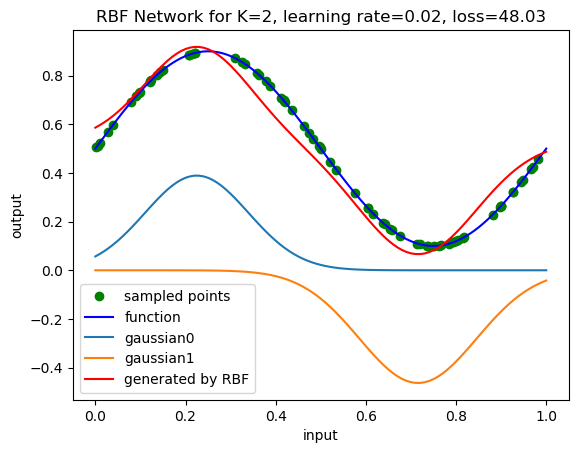 RBF Network for K=2, learning rate=0.02, loss=48.03
output
0.8
0.6
0.4
0.2
0.0
−0.2
−0.4
sampled points
function
gaussian0
gaussian1
generated by RBF
0.0 0.2 0.4 0.6 0.8 1.0
input